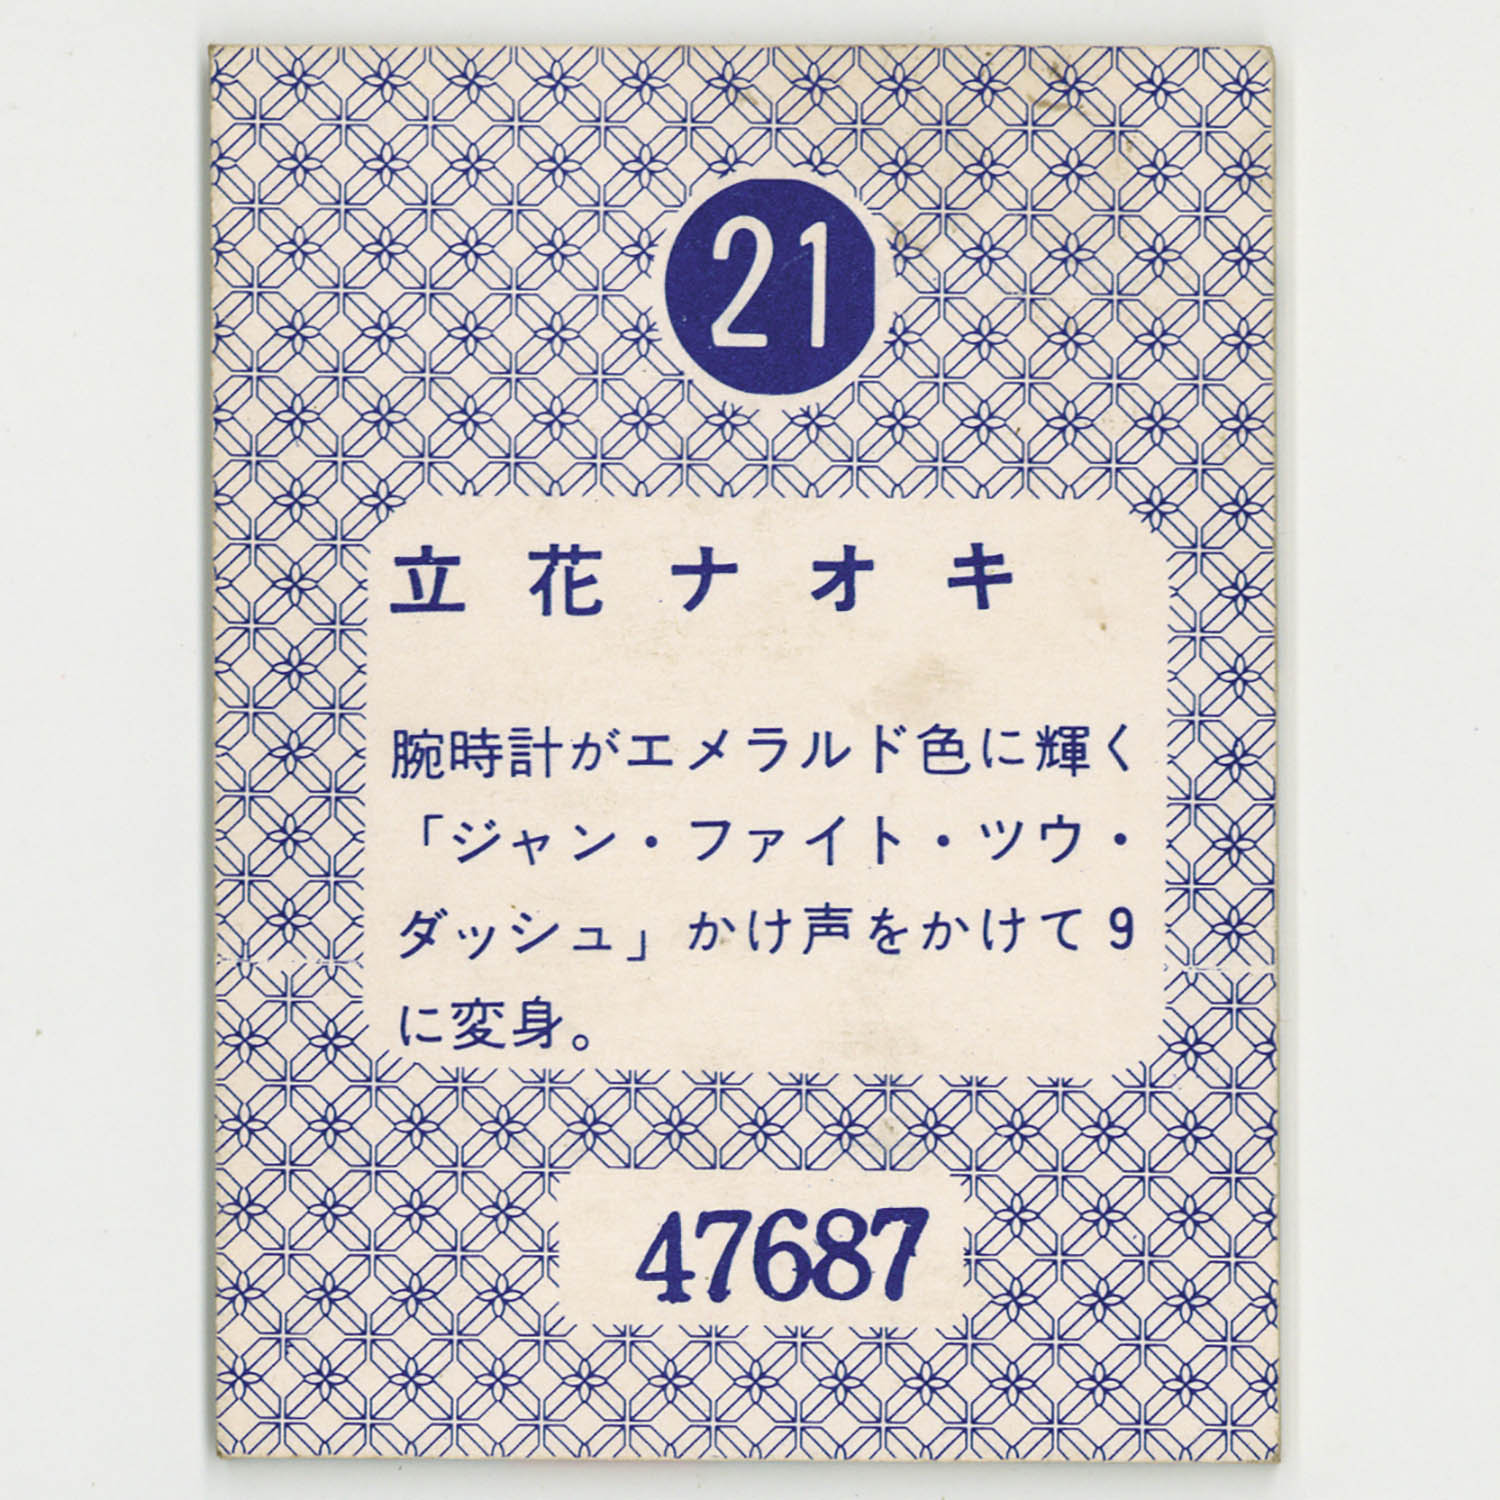 21
立花ナオキ
腕時計がエメラルド色に輝く
「ジャン・ファイト・ツウ・
ダッシュ」かけ声をかけて9
に変身。
47687